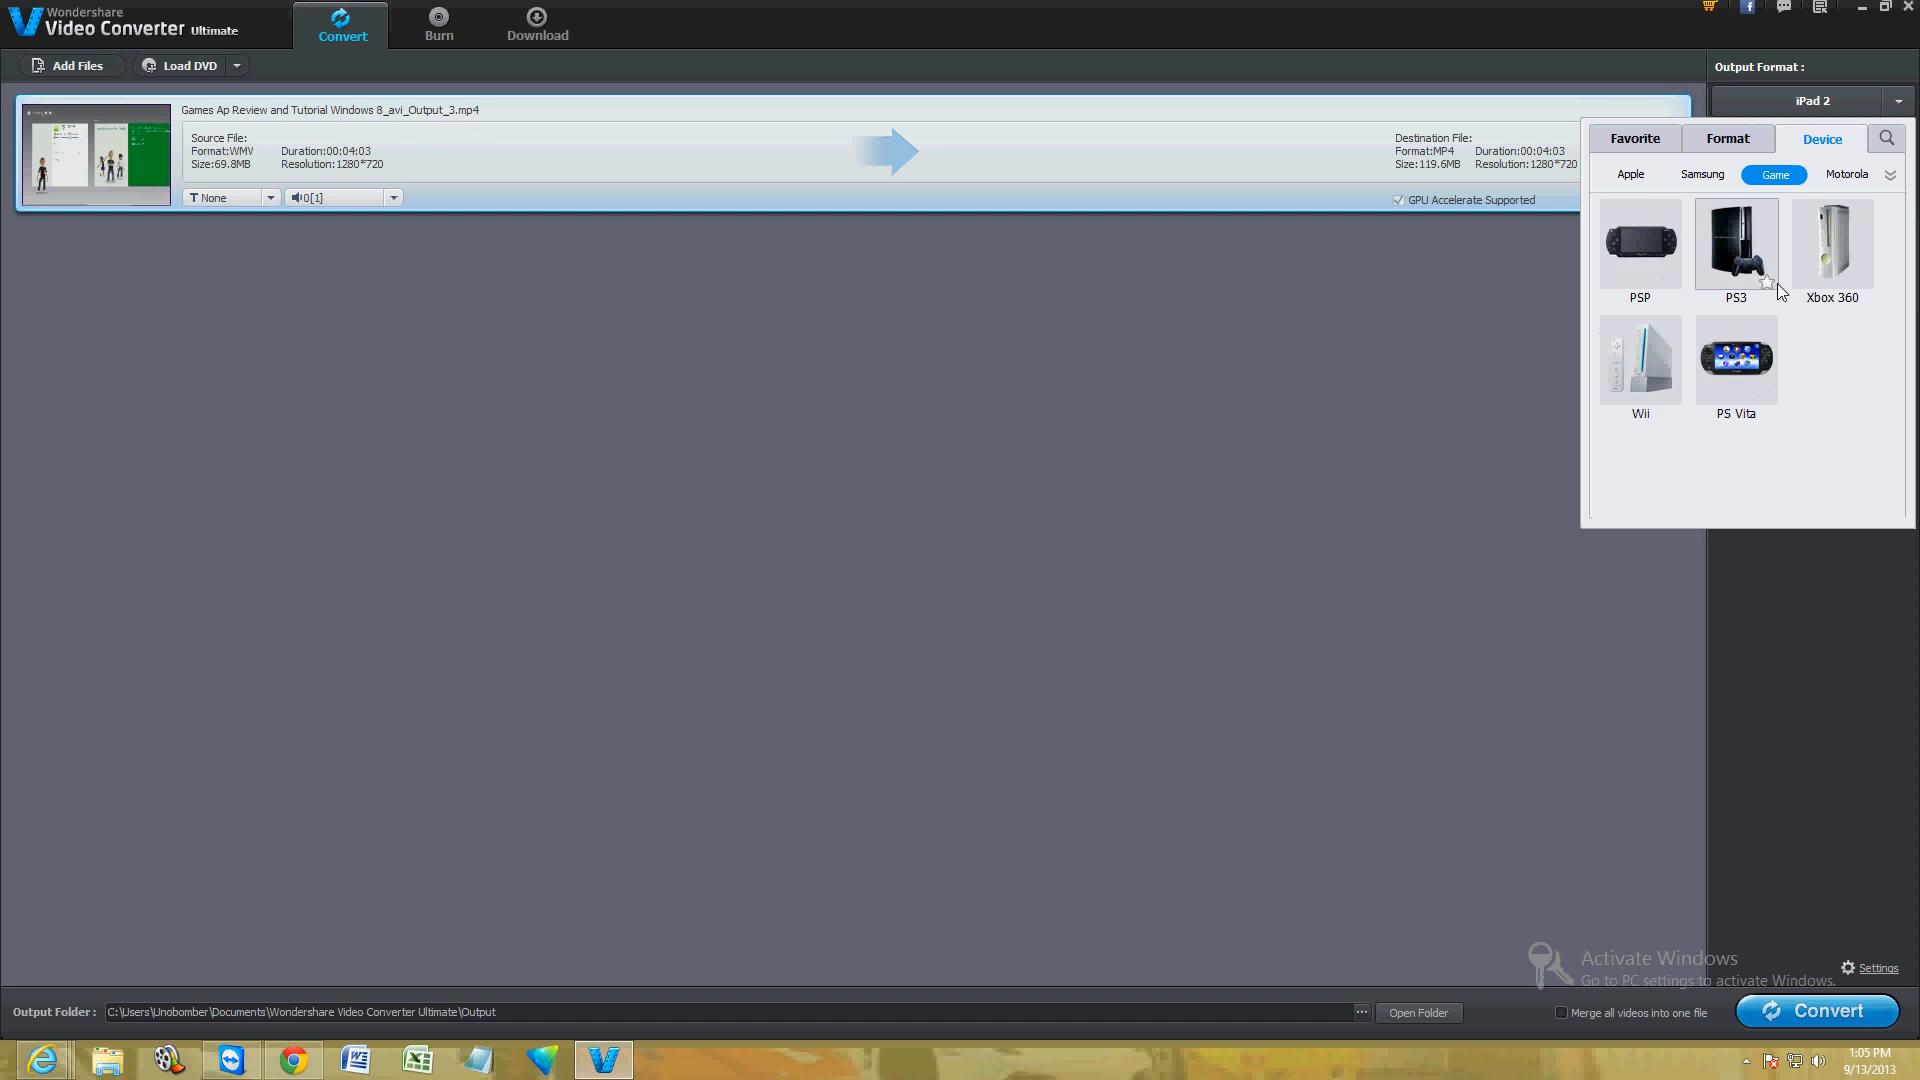 Wondershare
Video Converter Ultimate
Convert
Burn
Download
Add Files
Load DVD
Output Format :
iPad 2
Games Ap Review and Tutorial Windows 8_avi_Output_3.mp4
Source File:
Format:WMV Duration:00:04:03
Size:69.8MB Resolution:1280*720
T None
0[1]
Destination File:
Format:MP4 Duration:00:04:03
Size:119.6MB Resolution:1280*720
GPU Accelerate Supported
Favorite
Format
Device
Apple
Samsung
Game
Motorola
PSP
PS3
Xbox 360
Wii
PS Vita
Activate Windows
Go to PC settings to activate Windows.
Settings
Output Folder : C:\Users\Unobomber\Documents\Wondershare Video Converter Ultimate\Output
...
Open Folder
Merge all videos into one file
Convert
1:05 PM
9/13/2013